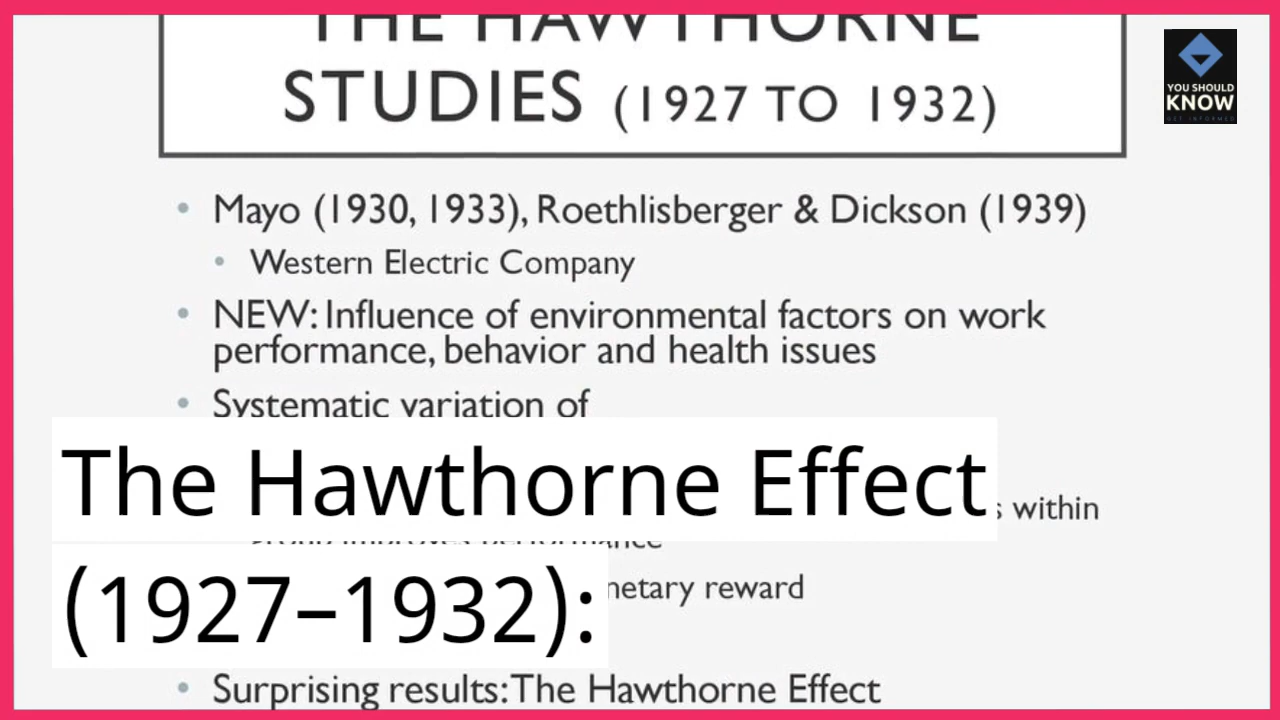 THE HAWTHORNE
STUDIES (1927 TO 1932)
YOU SHOULD
KNOW
GET INFORMED
• Mayo (1930, 1933), Roethlisberger & Dickson (1939)
• Western Electric Company
• NEW: Influence of environmental factors on work
performance, behavior and health issues
• Systematic variation of
The Hawthorne Effect
within
(1927–1932):
reward
• Surprising results: The Hawthorne Effect